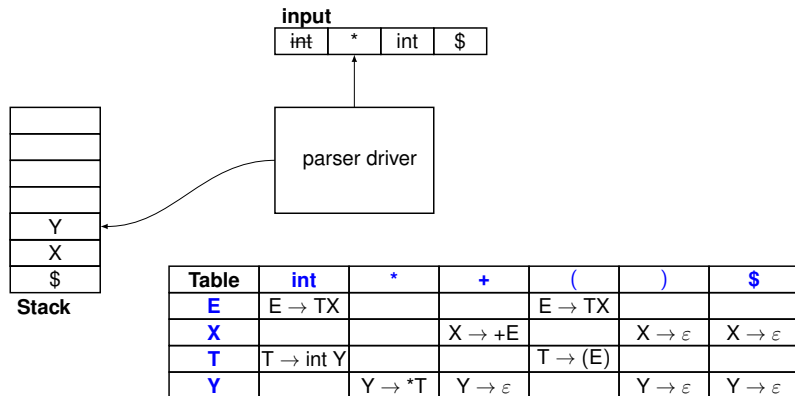 input
int * int $
parser driver
Y
X
$
Stack
Table int * + ( ) $
E E → TX E → TX
X X → +E X → ε X → ε
T T → int Y T → (E)
Y Y → *T Y → ε Y → ε Y → ε